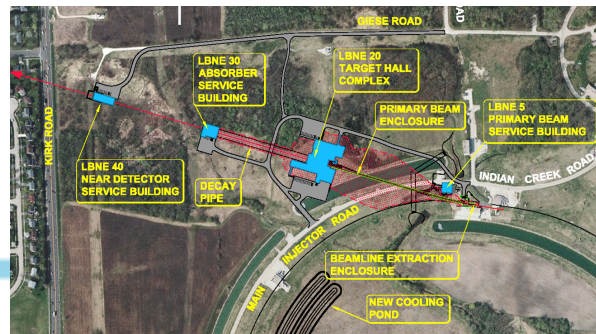 GIESE ROAD
ROAD
LBNE 30
ABSORBER
SERVICE
BUILDING
LBNE 20
TARGET HALL
COMPLEX
PRIMARY BEAM
ENCLOSURE
LBNE 5
PRIMARY BEAM
SERVICE BUILDING
KIRK ROAD
LBNE 40
NEAR DETECTOR
SERVICE BUILDING
DECAY
PIPE
INDIAN CREEK ROAD
MAIN INJECTOR ROAD
BEAMLINE EXTRACTION
ENCLOSURE
NEW COOLING
POND